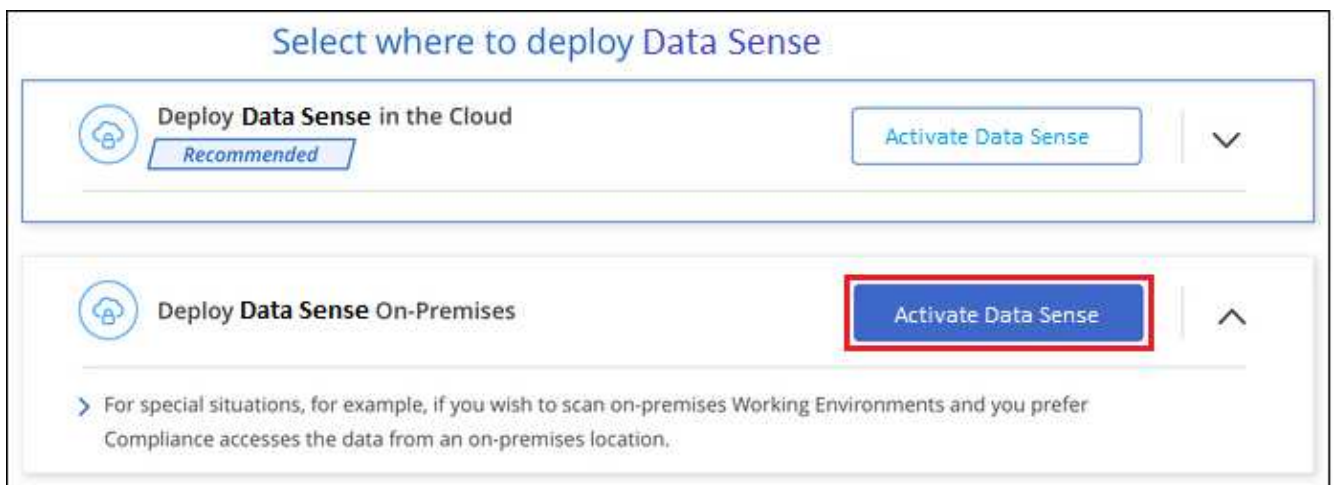 Select where to deploy Data Sense
Deploy Data Sense in the Cloud
Recommended
Activate Data Sense
Deploy Data Sense On-Premises
Activate Data Sense
For special situations, for example, if you wish to scan on-premises Working Environments and you prefer
Compliance accesses the data from an on-premises location.